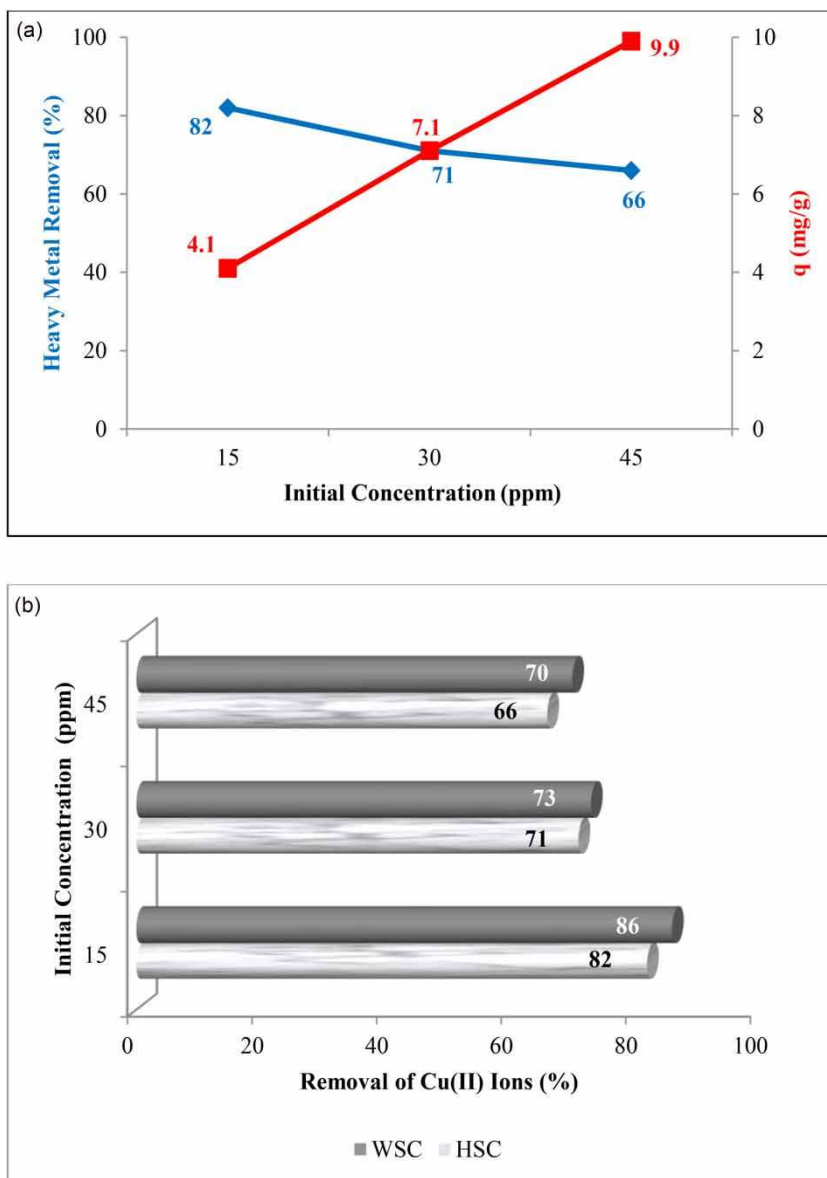 (a)
100
80
60
40
20
0
Heavy Metal Removal (%)
82
71
66
4.1
7.1
9.9
10
8
6
4
2
0
q (mg/g)
15 30 45
Initial Concentration (ppm)
(b)
Initial Concentration (ppm)
45
70
66
30
73
71
15
86
82
0 20 40 60 80 100
Removal of Cu(II) Ions (%)
WSC HSC